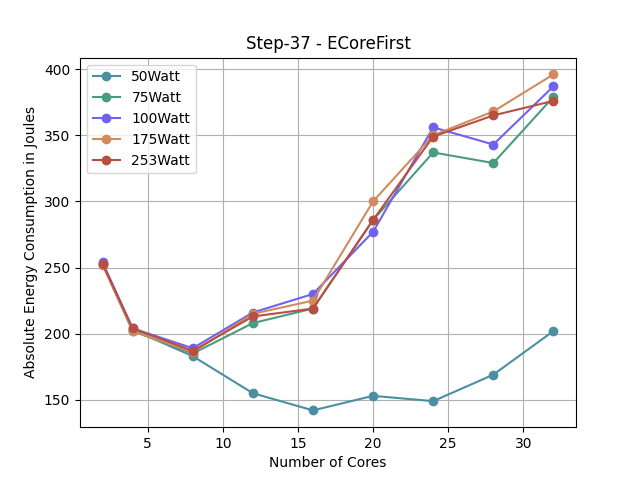 Step-37 - ECoreFirst
50Watt
75Watt
100Watt
175Watt
253Watt
Absolute Energy Consumption in Joules
400
350
300
250
200
150
5
10
15
20
25
30
Number of Cores